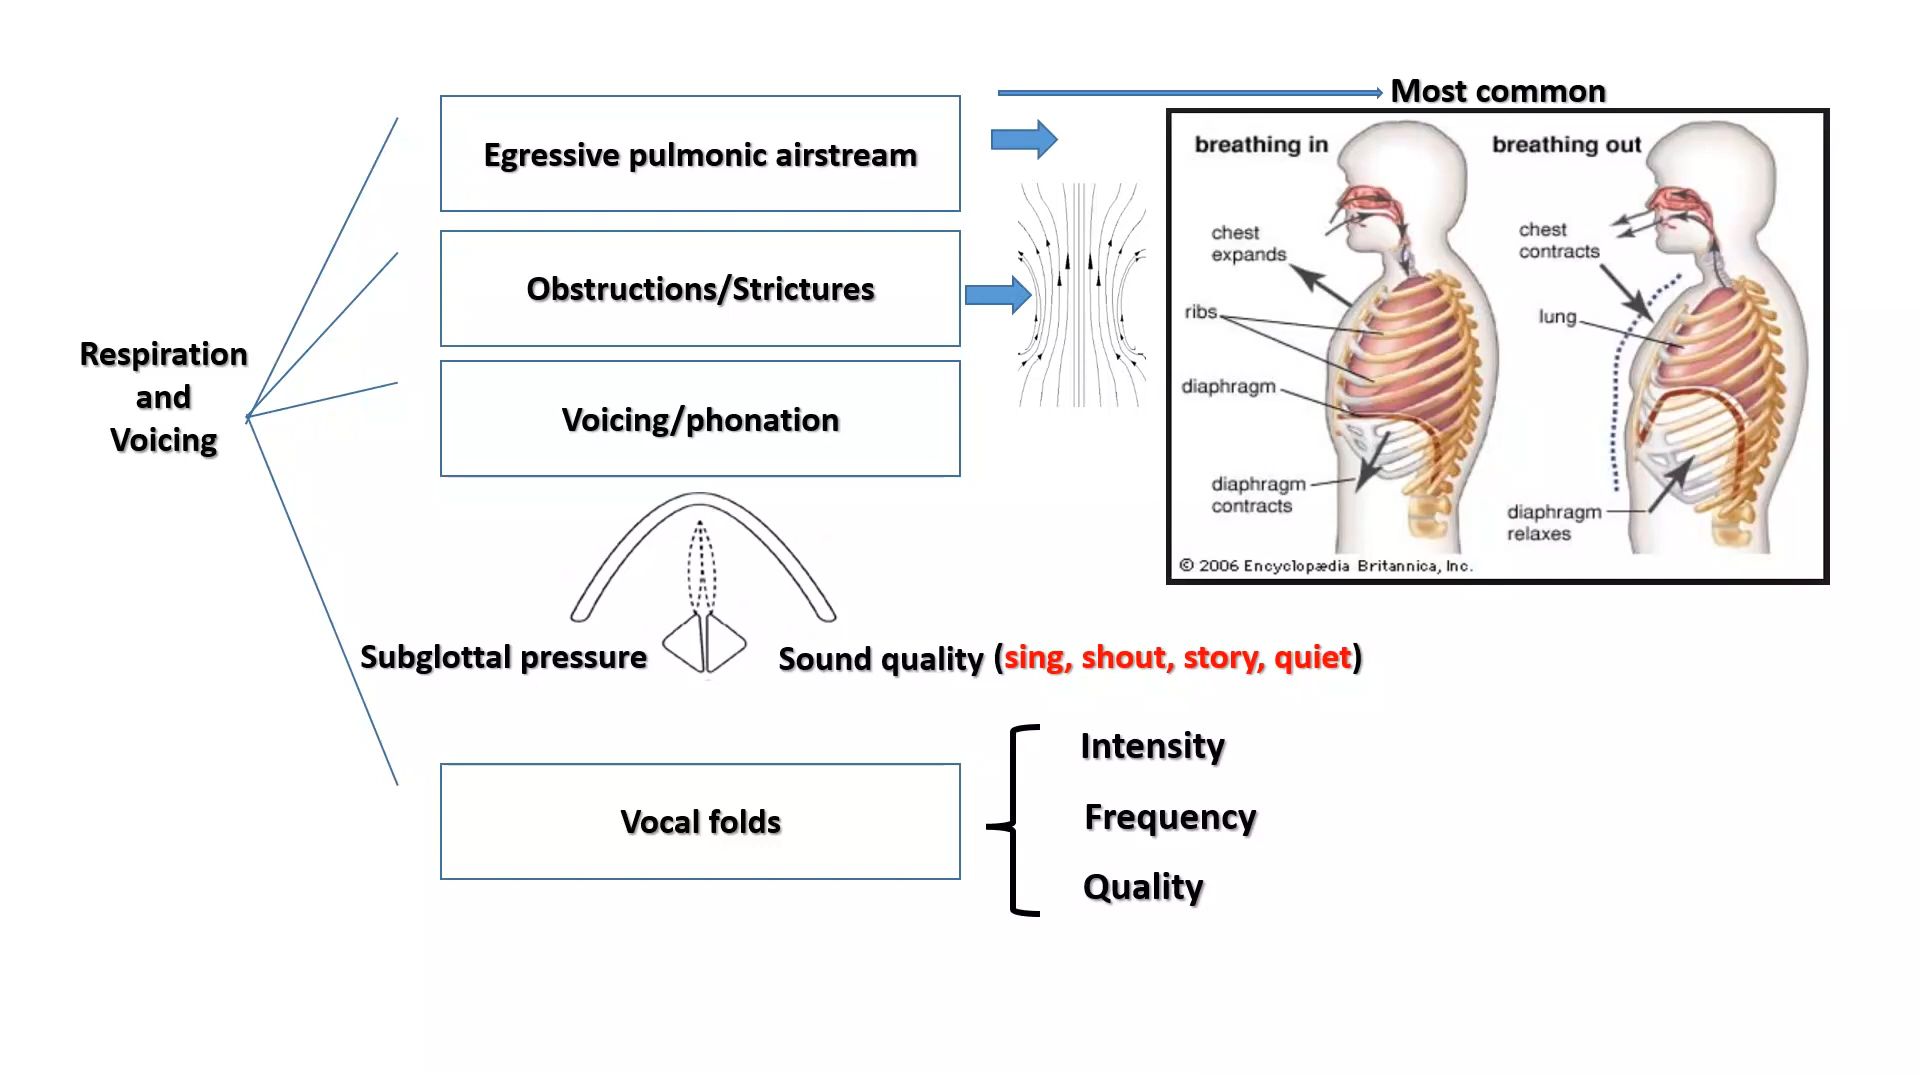 Respiration
and
Voicing
Egressive pulmonic airstream
Most common
Obstructions/Strictures
Voicing/phonation
breathing in
chest
expands
ribs
diaphragm
diaphragm
contracts
breathing out
chest
contracts
lung
diaphragm
relaxes
© 2006 Encyclopædia Britannica, Inc.
Subglottal pressure
Sound quality (sing, shout, story, quiet)
Vocal folds
Intensity
Frequency
Quality